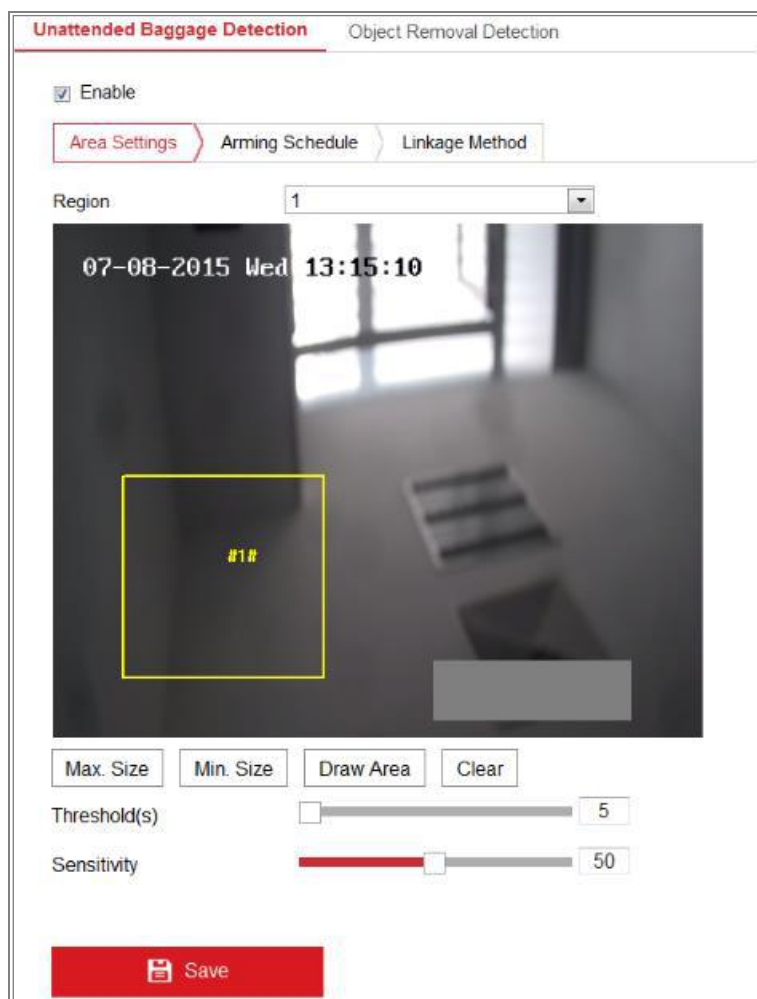 Unattended Baggage Detection Object Removal Detection
Enable
Area Settings Arming Schedule Linkage Method
Region 1
07-08-2015 Wed 13:15:10
#1#
Max. Size Min. Size Draw Area Clear
Threshold(s) 5
Sensitivity 50
Save